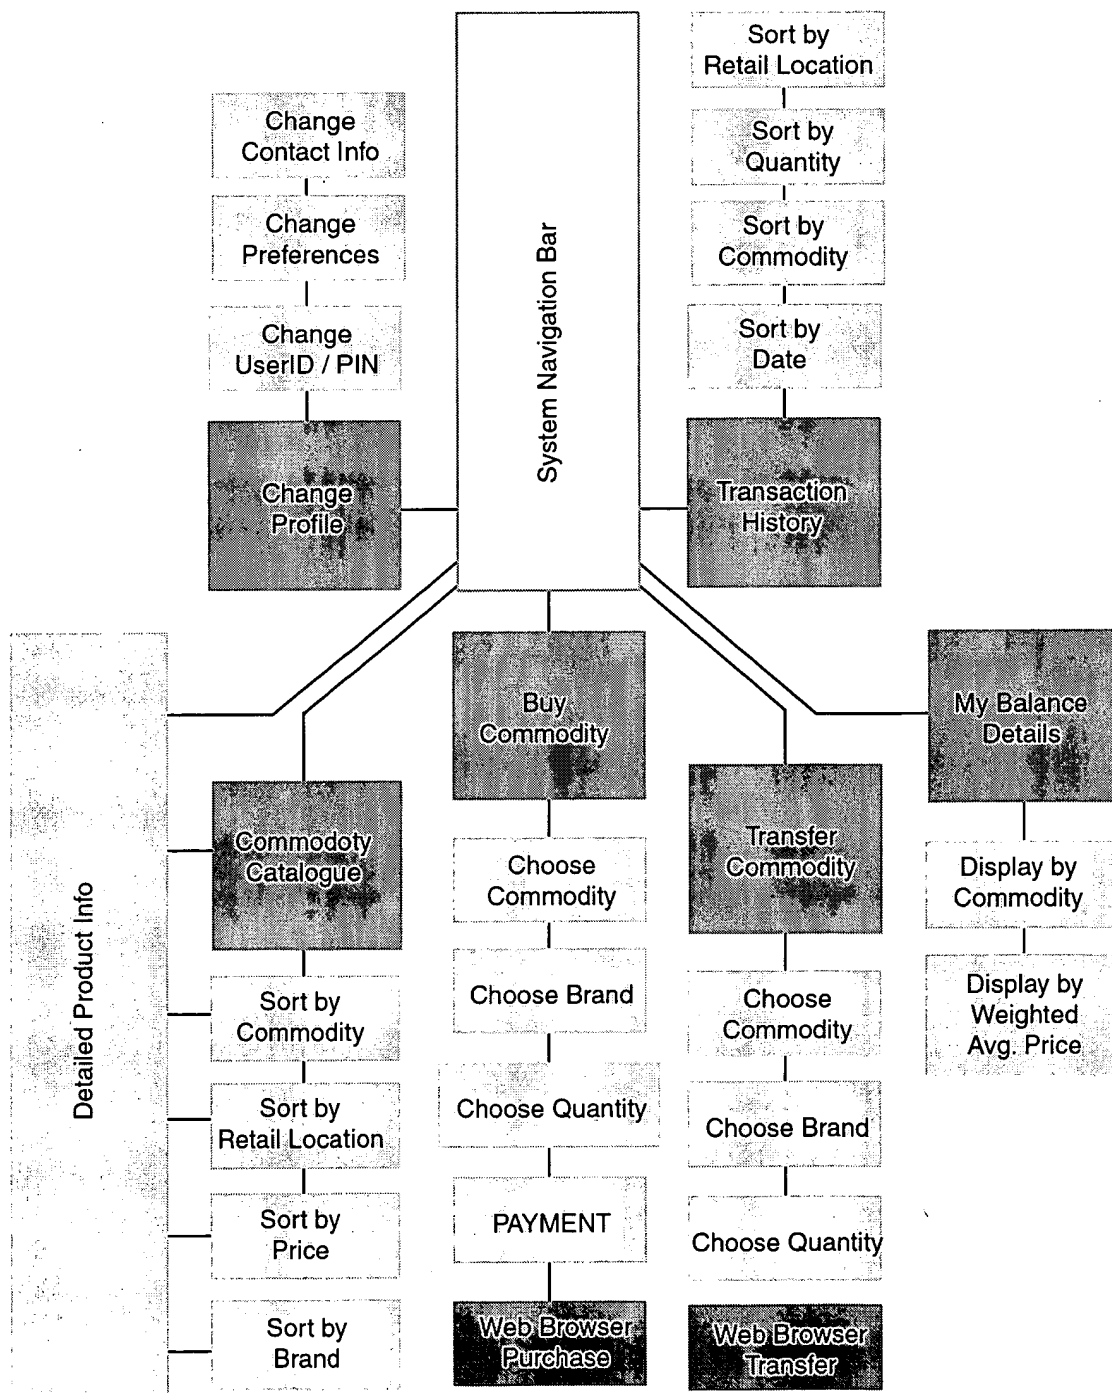 Change
Contact Info
Change
Preferences
Change
UserID / PIN
Change
Profile
System Navigation Bar
Sort by
Retail Location
Sort by
Quantity
Sort by
Commodity
Sort by
Date
Transaction
History
Detailed Product Info
Commodoty
Catalogue
Sort by
Commodity
Sort by
Retail Location
Sort by
Price
Sort by
Brand
Buy
Commodity
Choose
Commodity
Choose Brand
Choose Quantity
PAYMENT
Web Browser
Purchase
Transfer
Commodity
Choose
Commodity
Choose Brand
Choose Quantity
Web Browser
Transfer
My Balance
Details
Display by
Commodity
Display by
Weighted
Avg. Price